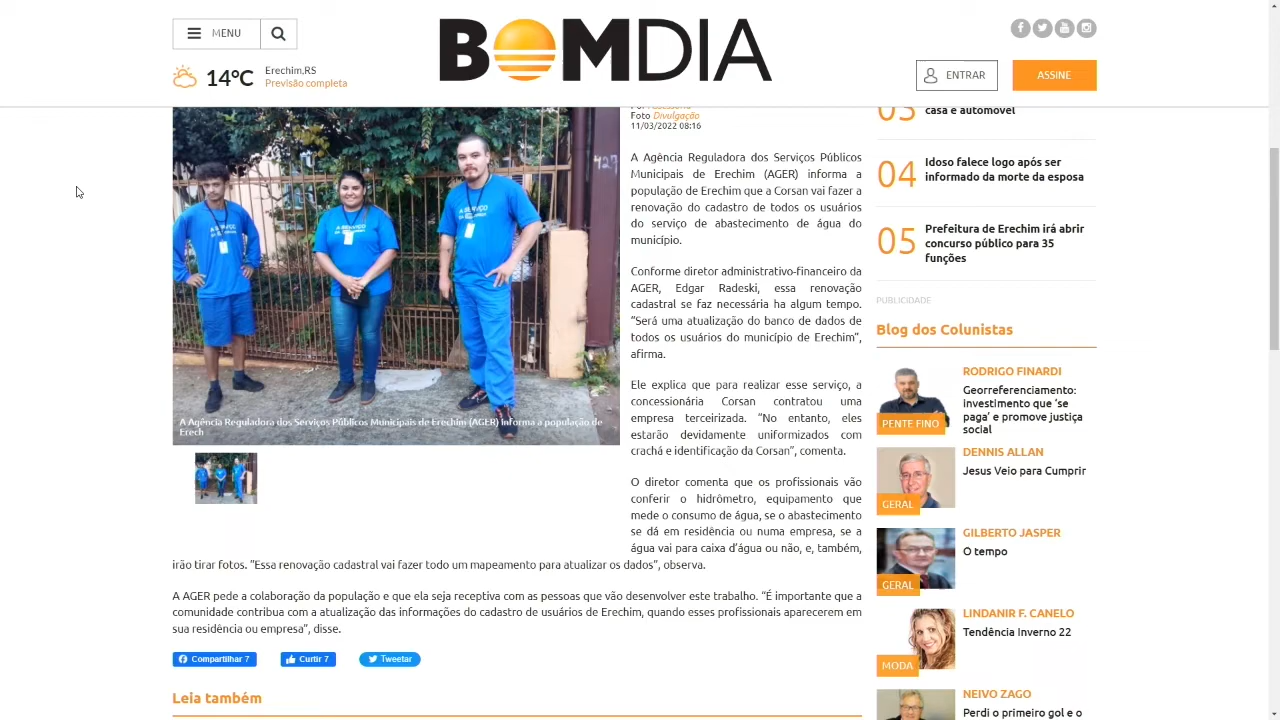 MENU
BOMDIA
14°C
Erechim,RS
Previsão completa
ENTRAR
ASSINE
Foto Divulgação
11/03/2022 08:16
A Agência Reguladora dos Serviços Públicos
Municipais de Erechim (AGER) informa a
população de Erechim que a Corsan vai fazer a
renovação do cadastro de todos os usuários
do serviço de abastecimento de água do
município.
Conforme diretor administrativo-financeiro da
AGER, Edgar Radeski, essa renovação
cadastral se faz necessária ha algum tempo.
“Será uma atualização do banco de dados de
todos os usuários do município de Erechim”,
afirma.
Ele explica que para realizar esse serviço, a
concessionária Corsan contratou uma
empresa terceirizada. “No entanto, eles
estarão devidamente uniformizados com
crachá e identificação da Corsan”, comenta.
O diretor comenta que os profissionais vão
conferir o hidrômetro, equipamento que
mede o consumo de água, se o abastecimento
se dá em residência ou numa empresa, se a
água vai para caixa d’água ou não, e, também,
irão tirar fotos. “Essa renovação cadastral vai fazer todo um mapeamento para atualizar os dados”, observa.
A AGER pede a colaboração da população e que ela seja receptiva com as pessoas que vão desenvolver este trabalho. “É importante que a
comunidade contribua com a atualização das informações do cadastro de usuários de Erechim, quando esses profissionais aparecerem em
sua residência ou empresa”, disse.
427
A SERVIÇO
A SERVIÇO
A SERVIÇO
A Agência Reguladora dos Serviços Públicos Municipais de Erechim (AGER) informa a população de
Erech
Compartilhar 7
Curtir 7
Tweetar
Leia também
03
casa e automóvel
04
Idoso falece logo após ser
informado da morte da esposa
05
Prefeitura de Erechim irá abrir
concurso público para 35
funções
PUBLICIDADE
Blog dos Colunistas
RODRIGO FINARDI
Georreferenciamento:
investimento que ‘se
paga’ e promove justiça
social
PENTE FINO
DENNIS ALLAN
Jesus Veio para Cumprir
GERAL
GILBERTO JASPER
O tempo
GERAL
LINDANIR F. CANELO
Tendência Inverno 22
MODA
NEIVO ZAGO
Perdi o primeiro gol e o